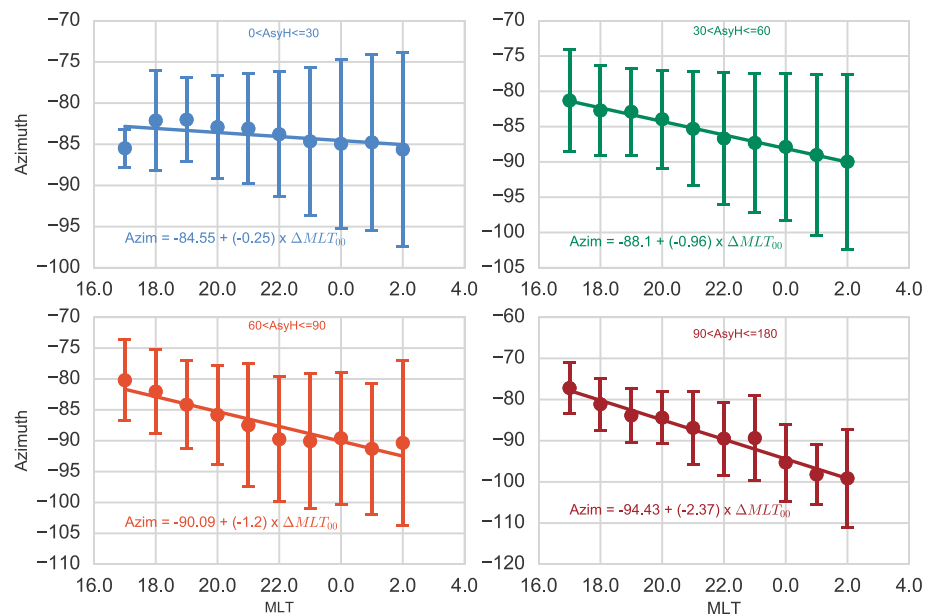 0<AsyH<=30
−70
−75
−80
−85
−90
−95
−100
Azimuth
Azim = -84.55 + (-0.25) x ΔMLT₀₀
16.0 18.0 20.0 22.0 0.0 2.0 4.0
30<AsyH<=60
−70
−75
−80
−85
−90
−95
−100
−105
Azim = -88.1 + (-0.96) x ΔMLT₀₀
16.0 18.0 20.0 22.0 0.0 2.0 4.0
60<AsyH<=90
−70
−75
−80
−85
−90
−95
−100
−105
−110
Azimuth
Azim = -90.09 + (-1.2) x ΔMLT₀₀
16.0 18.0 20.0 22.0 0.0 2.0 4.0
MLT
90<AsyH<=180
−60
−70
−80
−90
−100
−110
−120
Azim = -94.43 + (-2.37) x ΔMLT₀₀
16.0 18.0 20.0 22.0 0.0 2.0 4.0
MLT